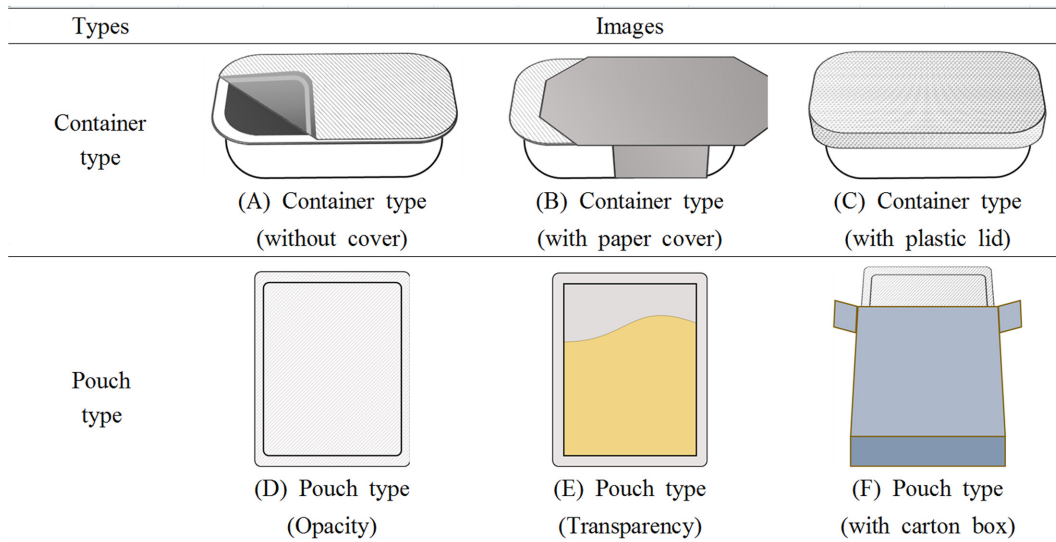 Types Images
Container
type
(A) Container type
(without cover)
(B) Container type
(with paper cover)
(C) Container type
(with plastic lid)
Pouch
type
(D) Pouch type
(Opacity)
(E) Pouch type
(Transparency)
(F) Pouch type
(with carton box)